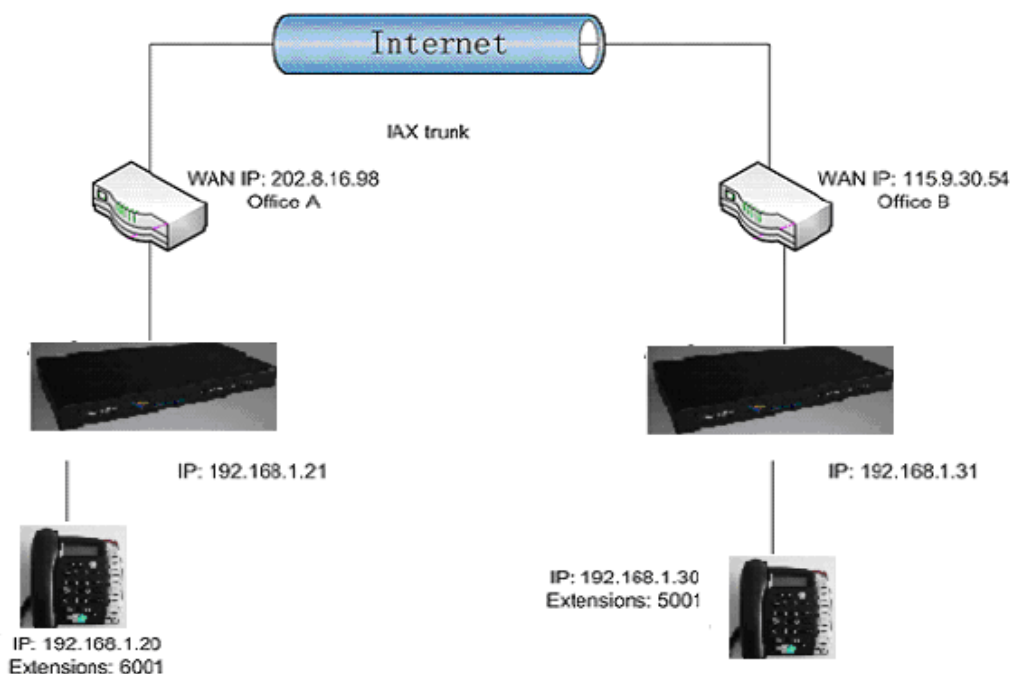 Internet
IAX trunk
WAN IP: 202.8.16.98
Office A
WAN IP: 115.9.30.54
Office B
IP: 192.168.1.21
IP: 192.168.1.31
IP: 192.168.1.30
Extensions: 5001
IP: 192.168.1.20
Extensions: 6001